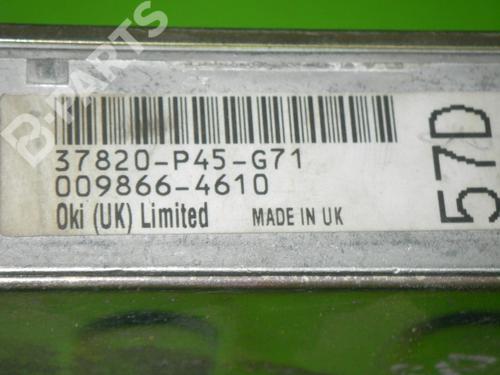 B-PARTS
37820-P45-G71
009866-4610
Oki (UK) Limited MADE IN UK
57D